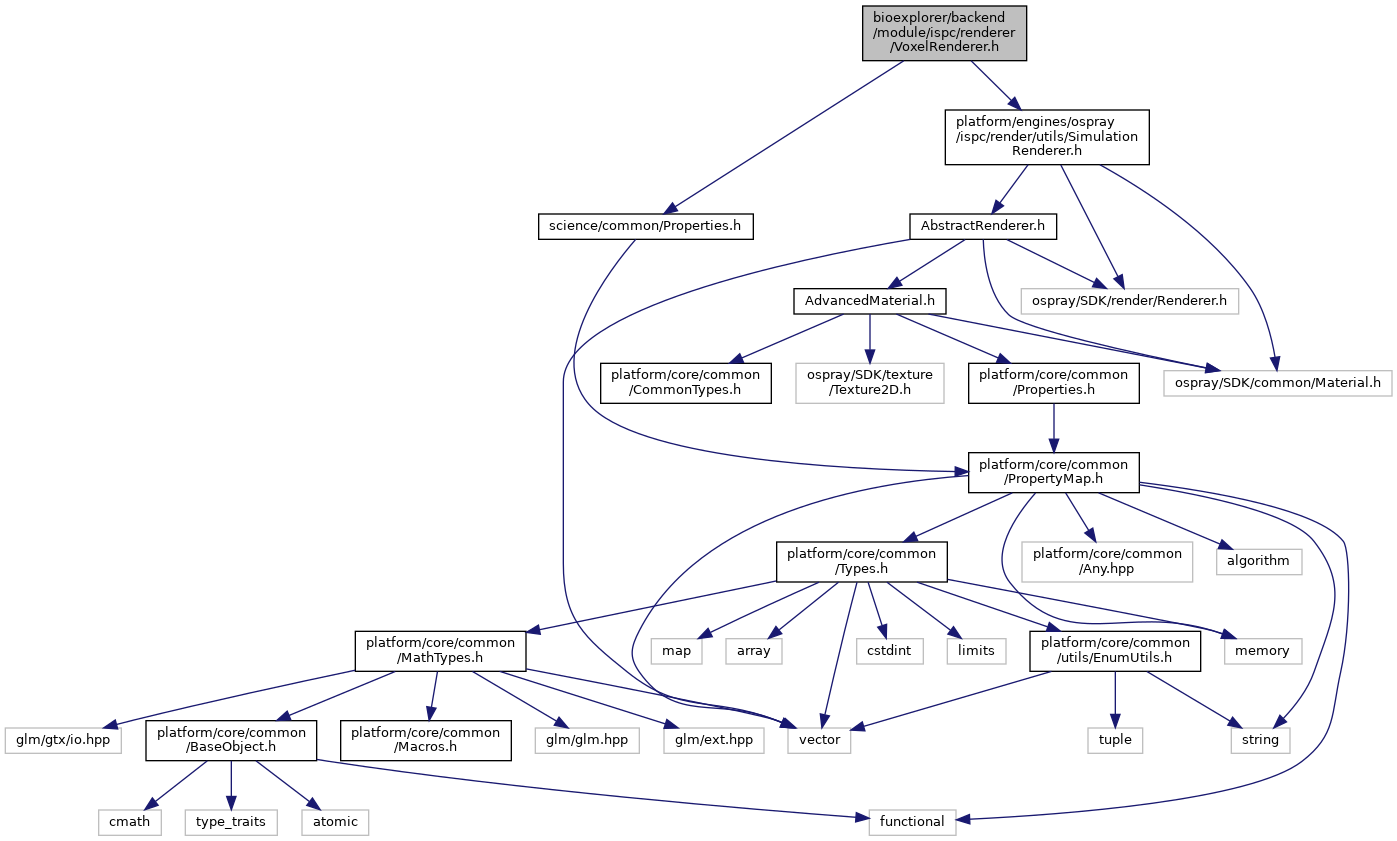 bioexplorer/backend
/module/ispc/renderer
/VoxelRenderer.h
platform/engines/ospray
/ispc/render/utils/Simulation
Renderer.h
science/common/Properties.h
AbstractRenderer.h
AdvancedMaterial.h
ospray/SDK/render/Renderer.h
platform/core/common
/CommonTypes.h
ospray/SDK/texture
/Texture2D.h
platform/core/common
/Properties.h
ospray/SDK/common/Material.h
platform/core/common
/PropertyMap.h
platform/core/common
/Types.h
platform/core/common
/Any.hpp
algorithm
platform/core/common
/MathTypes.h
map
array
cstdint
limits
platform/core/common
/utils/EnumUtils.h
memory
glm/gtx/io.hpp
platform/core/common
/BaseObject.h
platform/core/common
/Macros.h
glm/glm.hpp
glm/ext.hpp
vector
tuple
string
cmath
type_traits
atomic
functional